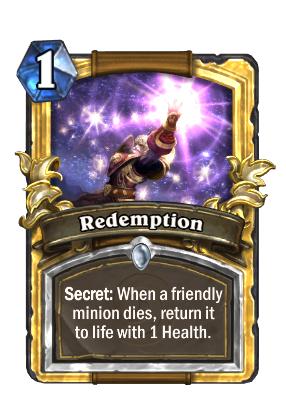 1
Redemption
Secret: When a friendly
minion dies, return it
to life with 1 Health.